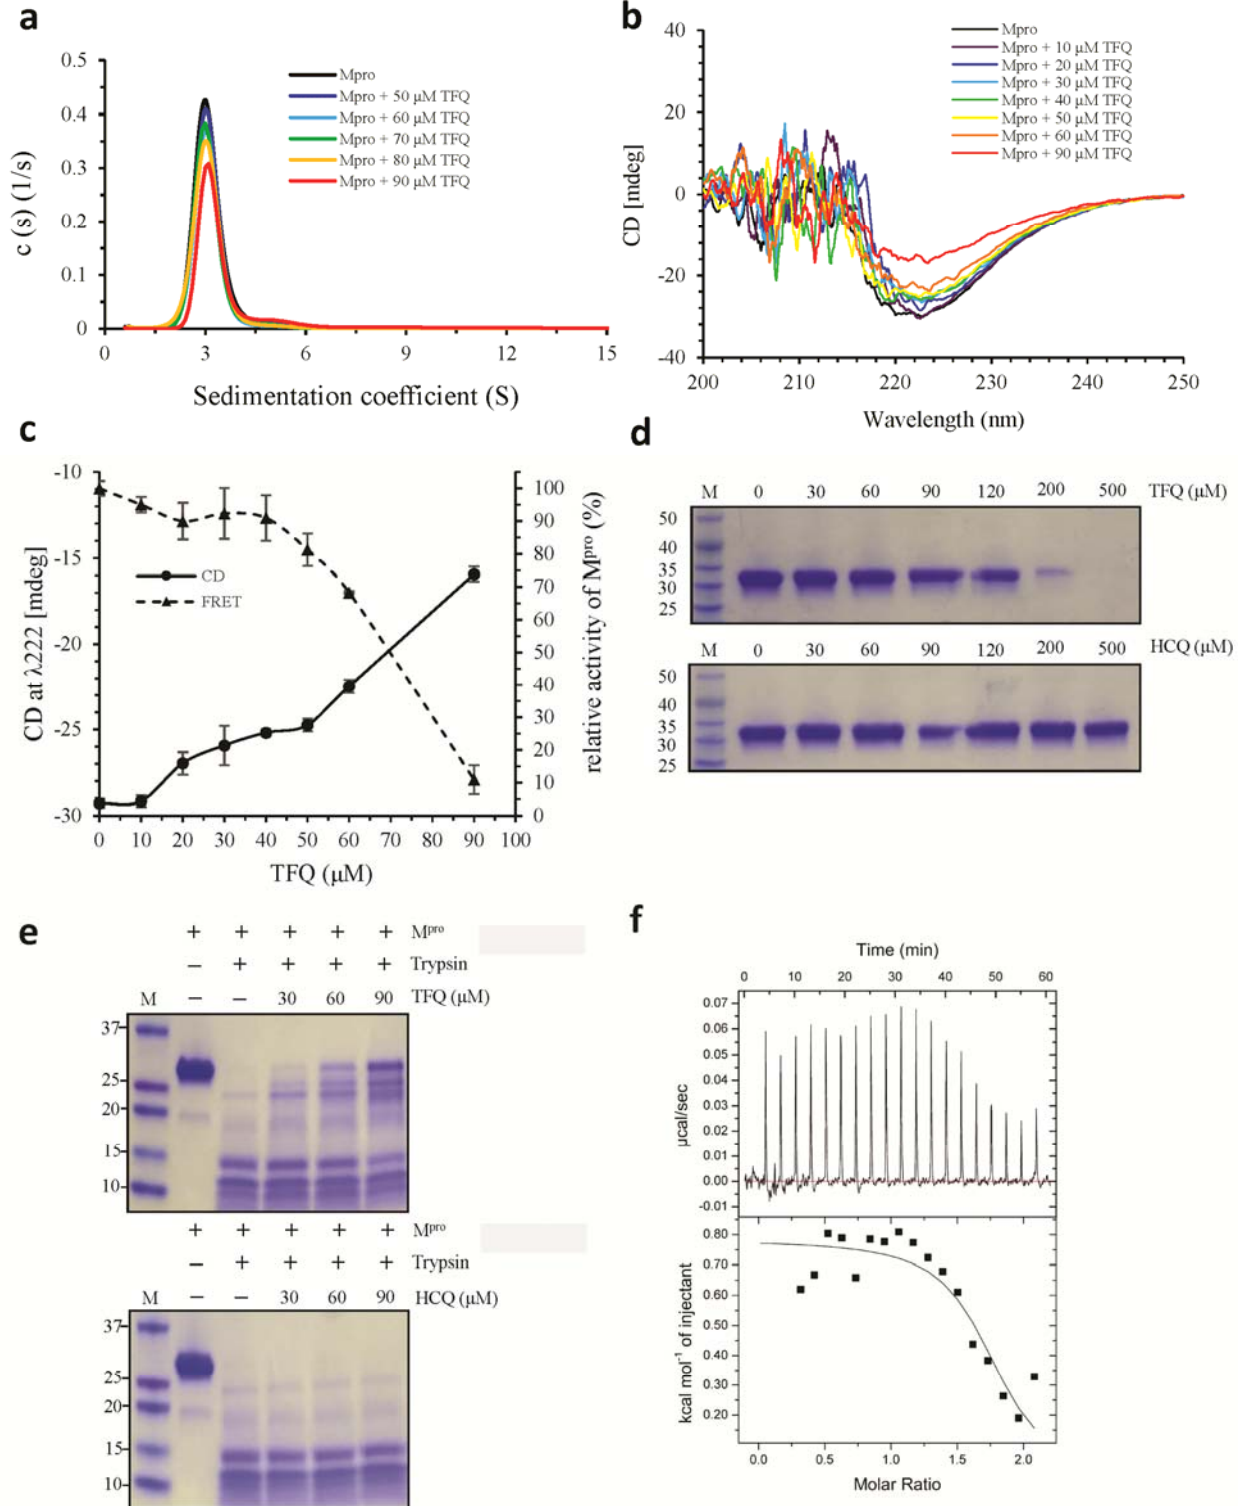 a
0.5
0.4
0.3
0.2
0.1
0
c (s) (1/s)
Mpro
Mpro + 50 μM TFQ
Mpro + 60 μM TFQ
Mpro + 70 μM TFQ
Mpro + 80 μM TFQ
Mpro + 90 μM TFQ
0 3 6 9 12 15
Sedimentation coefficient (S)
b
40
20
0
-20
-40
CD [mdeg]
Mpro
Mpro + 10 μM TFQ
Mpro + 20 μM TFQ
Mpro + 30 μM TFQ
Mpro + 40 μM TFQ
Mpro + 50 μM TFQ
Mpro + 60 μM TFQ
Mpro + 90 μM TFQ
200 210 220 230 240 250
Wavelength (nm)
c
-10
-15
-20
-25
-30
CD at λ222 [mdeg]
CD
FRET
100
90
80
70
60
50
40
30
20
10
0
relative activity of Mᵖʳᵒ (%)
0 10 20 30 40 50 60 70 80 90 100
TFQ (μM)
d
M 0 30 60 90 120 200 500 TFQ (μM)
50
40
35
30
25
M 0 30 60 90 120 200 500 HCQ (μM)
50
40
35
30
25
e
+ + + + + Mᵖʳᵒ
− + + + + Trypsin
M − − 30 60 90 TFQ (μM)
37
25
20
15
10
+ + + + + Mᵖʳᵒ
− + + + + Trypsin
M − − 30 60 90 HCQ (μM)
37
25
20
15
10
f
Time (min)
0 10 20 30 40 50 60
0.07
0.06
0.05
0.04
0.03
0.02
0.01
0.00
-0.01
μcal/sec
0.80
0.70
0.60
0.50
0.40
0.30
0.20
kcal mol⁻¹ of injectant
0.0 0.5 1.0 1.5 2.0
Molar Ratio